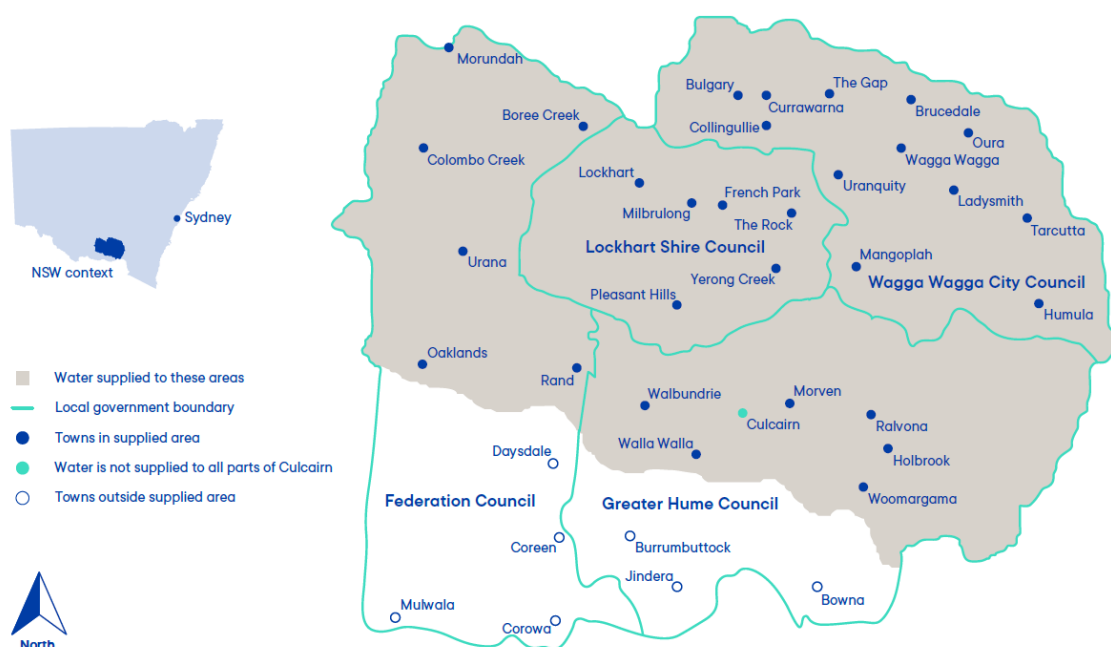 Morundah
Bulgary
The Gap
Currawarna
Brucedale
Boree Creek
Collingullie
Oura
Colombo Creek
Wagga Wagga
Lockhart
Uranquity
French Park
Ladysmith
Milbrulong
The Rock
Tarcutta
Sydney
Lockhart Shire Council
Urana
Mangoplah
NSW context
Yerong Creek
Wagga Wagga City Council
Pleasant Hills
Humula
Oaklands
Rand
Water supplied to these areas
Local government boundary
Towns in supplied area
Water is not supplied to all parts of Culcairn
Towns outside supplied area
Walbundrie
Morven
Culcairn
Ralvona
Walla Walla
Daysdale
Holbrook
Federation Council
Greater Hume Council
Woomargama
Coreen
Burrumbuttock
Jindera
Bowna
Mulwala
Corowa
North